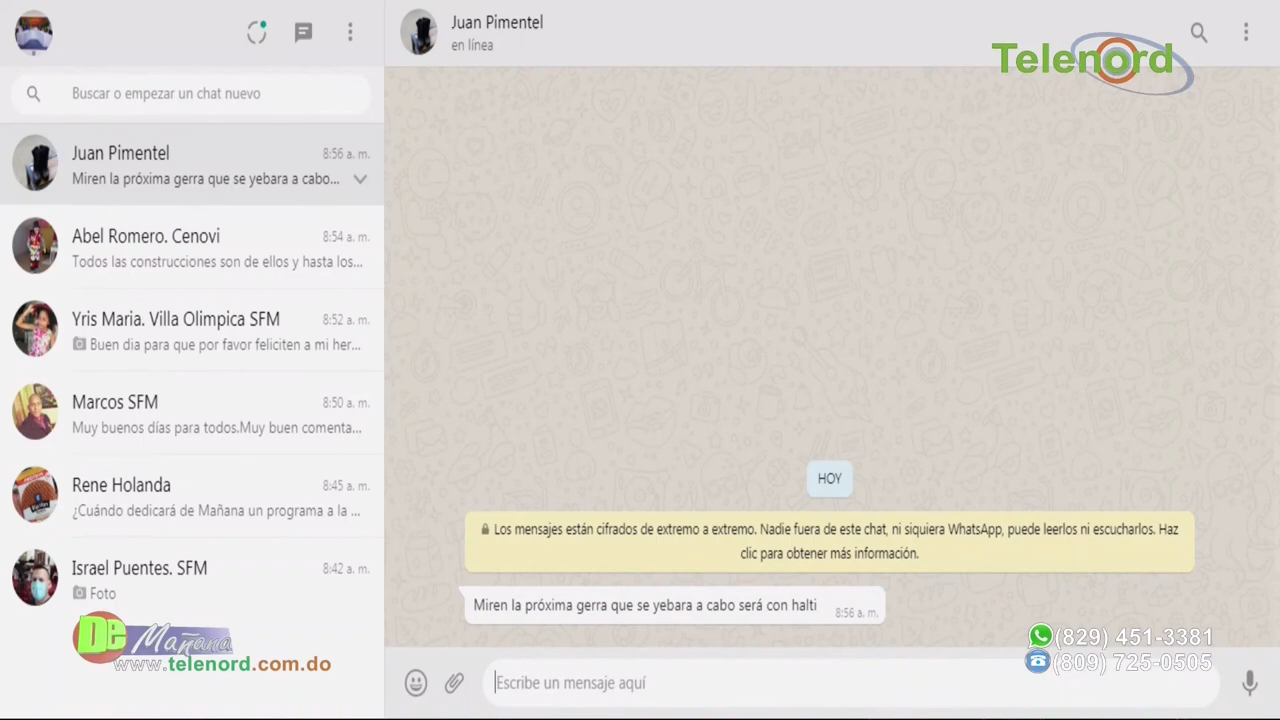 Juan Pimentel
en línea
Telenord
Buscar o empezar un chat nuevo
Juan Pimentel
8:56 a. m.
Miren la próxima gerra que se yebara a cabo...
Abel Romero. Cenovi
8:54 a. m.
Todos las construcciones son de ellos y hasta los...
Yris Maria. Villa Olimpica SFM
8:52 a. m.
Buen dia para que por favor feliciten a mi her...
Marcos SFM
8:50 a. m.
Muy buenos días para todos.Muy buen comenta...
Rene Holanda
8:45 a. m.
¿Cuándo dedicará de Mañana un programa a la ...
Israel Puentes. SFM
8:42 a. m.
Foto
De Mañana
www.telenord.com.do
HOY
Los mensajes están cifrados de extremo a extremo. Nadie fuera de este chat, ni siquiera WhatsApp, puede leerlos ni escucharlos. Haz
clic para obtener más información.
Miren la próxima gerra que se yebara a cabo será con halti
8:56 a. m.
(829) 451-3381
(809) 725-0505
Escribe un mensaje aquí